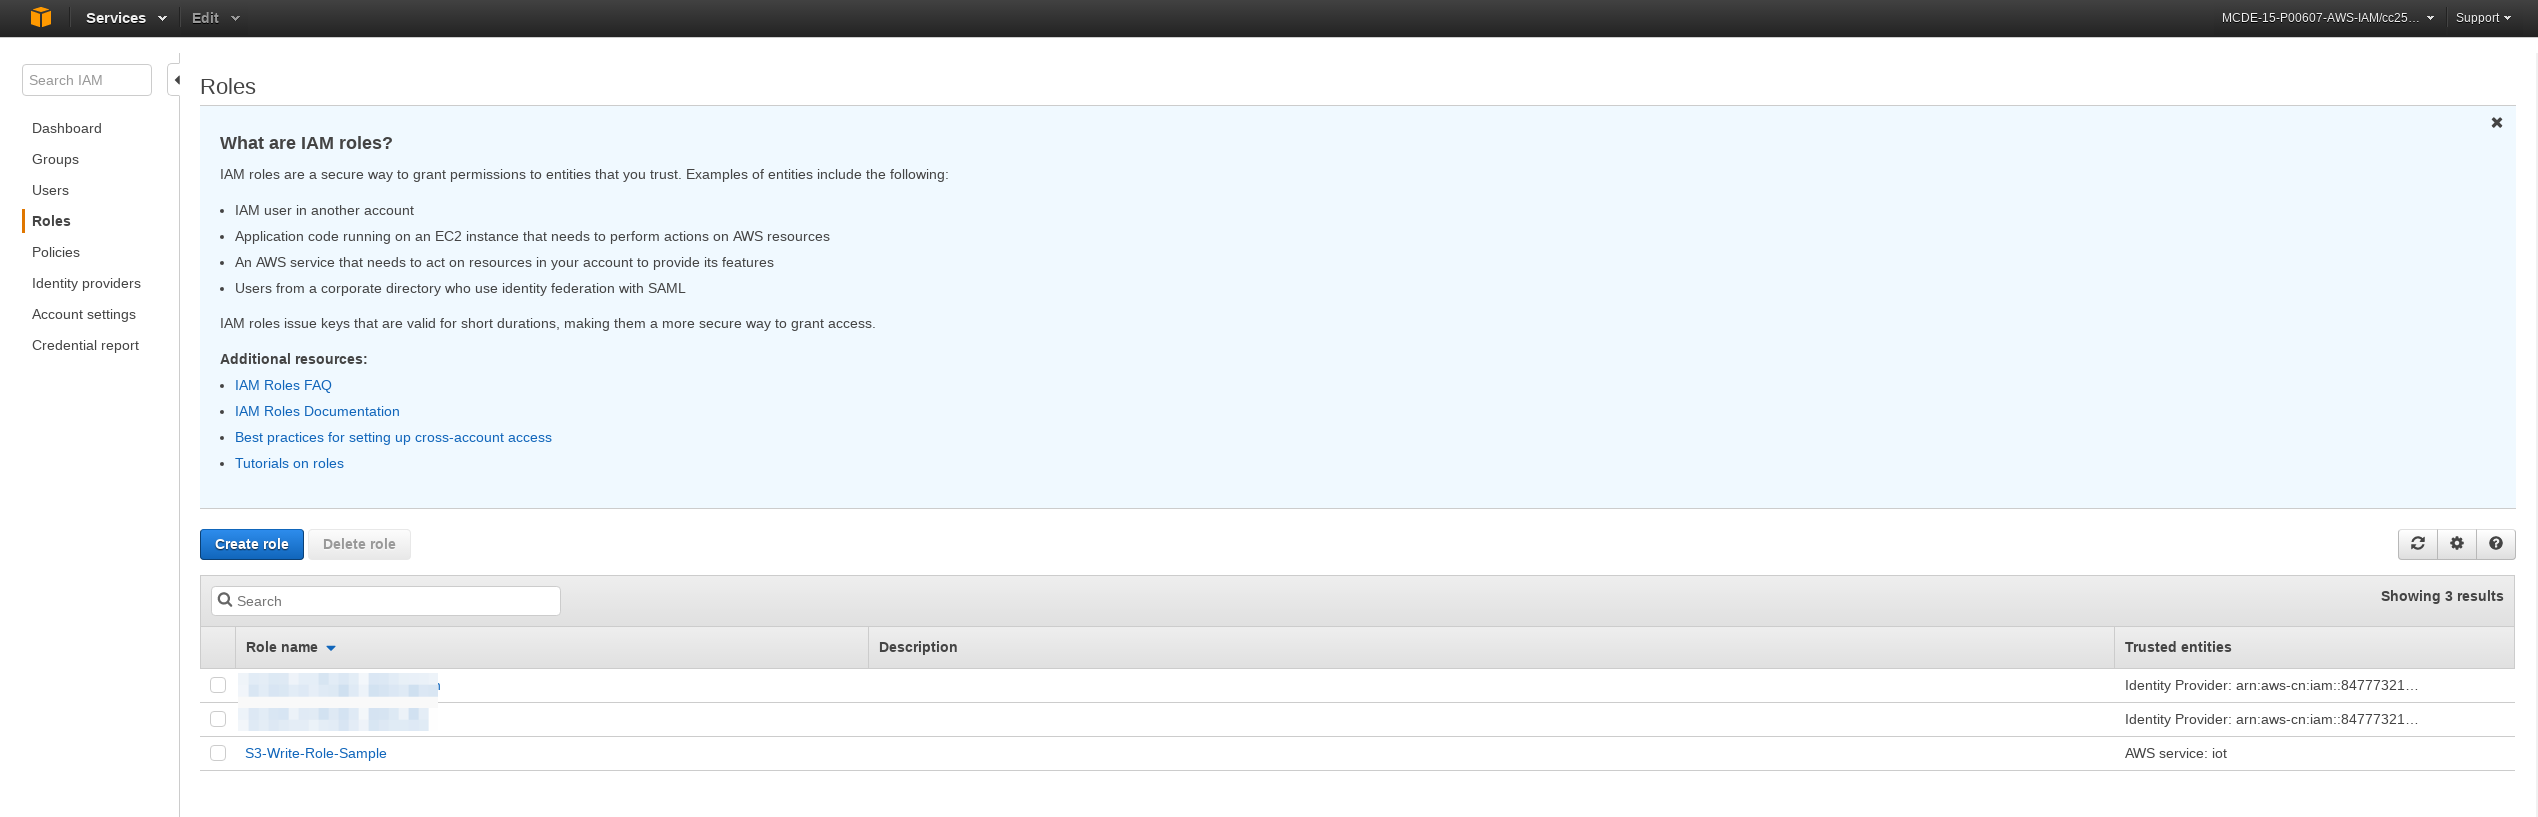 Services
Edit
MCDE-15-P00607-AWS-IAM/cc25…
Support
Search IAM
Dashboard
Groups
Users
Roles
Policies
Identity providers
Account settings
Credential report
Roles
What are IAM roles?
IAM roles are a secure way to grant permissions to entities that you trust. Examples of entities include the following:
• IAM user in another account
• Application code running on an EC2 instance that needs to perform actions on AWS resources
• An AWS service that needs to act on resources in your account to provide its features
• Users from a corporate directory who use identity federation with SAML
IAM roles issue keys that are valid for short durations, making them a more secure way to grant access.
Additional resources:
• IAM Roles FAQ
• IAM Roles Documentation
• Best practices for setting up cross-account access
• Tutorials on roles
Create role
Delete role
Search
Showing 3 results
Role name
Description
Trusted entities
Identity Provider: arn:aws-cn:iam::84777321…
Identity Provider: arn:aws-cn:iam::84777321…
S3-Write-Role-Sample
AWS service: iot